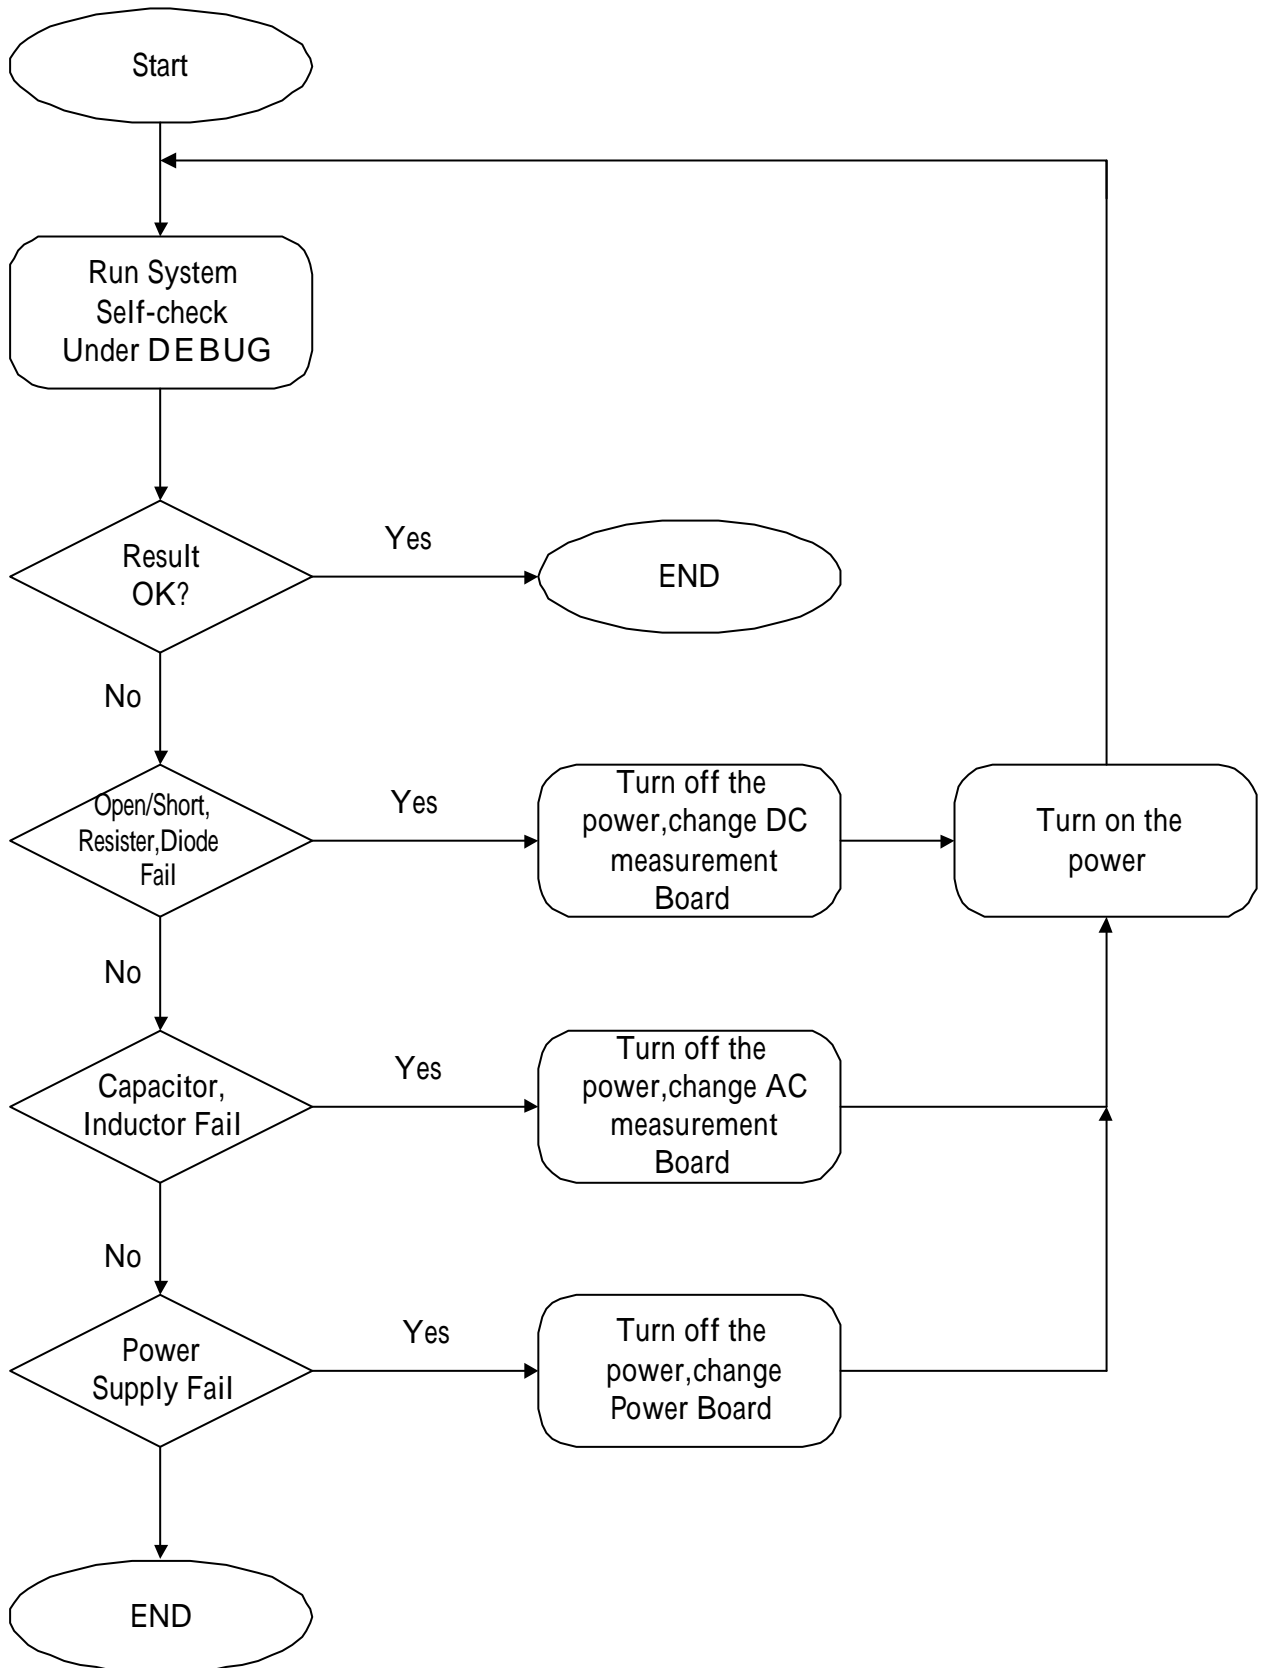 Start
Run System
Self-check
Under DEBUG
Result
OK?
Yes
END
No
Open/Short,
Resister,Diode
Fail
Yes
Turn off the
power,change DC
measurement
Board
Turn on the
power
No
Capacitor,
Inductor Fail
Yes
Turn off the
power,change AC
measurement
Board
No
Power
Supply Fail
Yes
Turn off the
power,change
Power Board
END